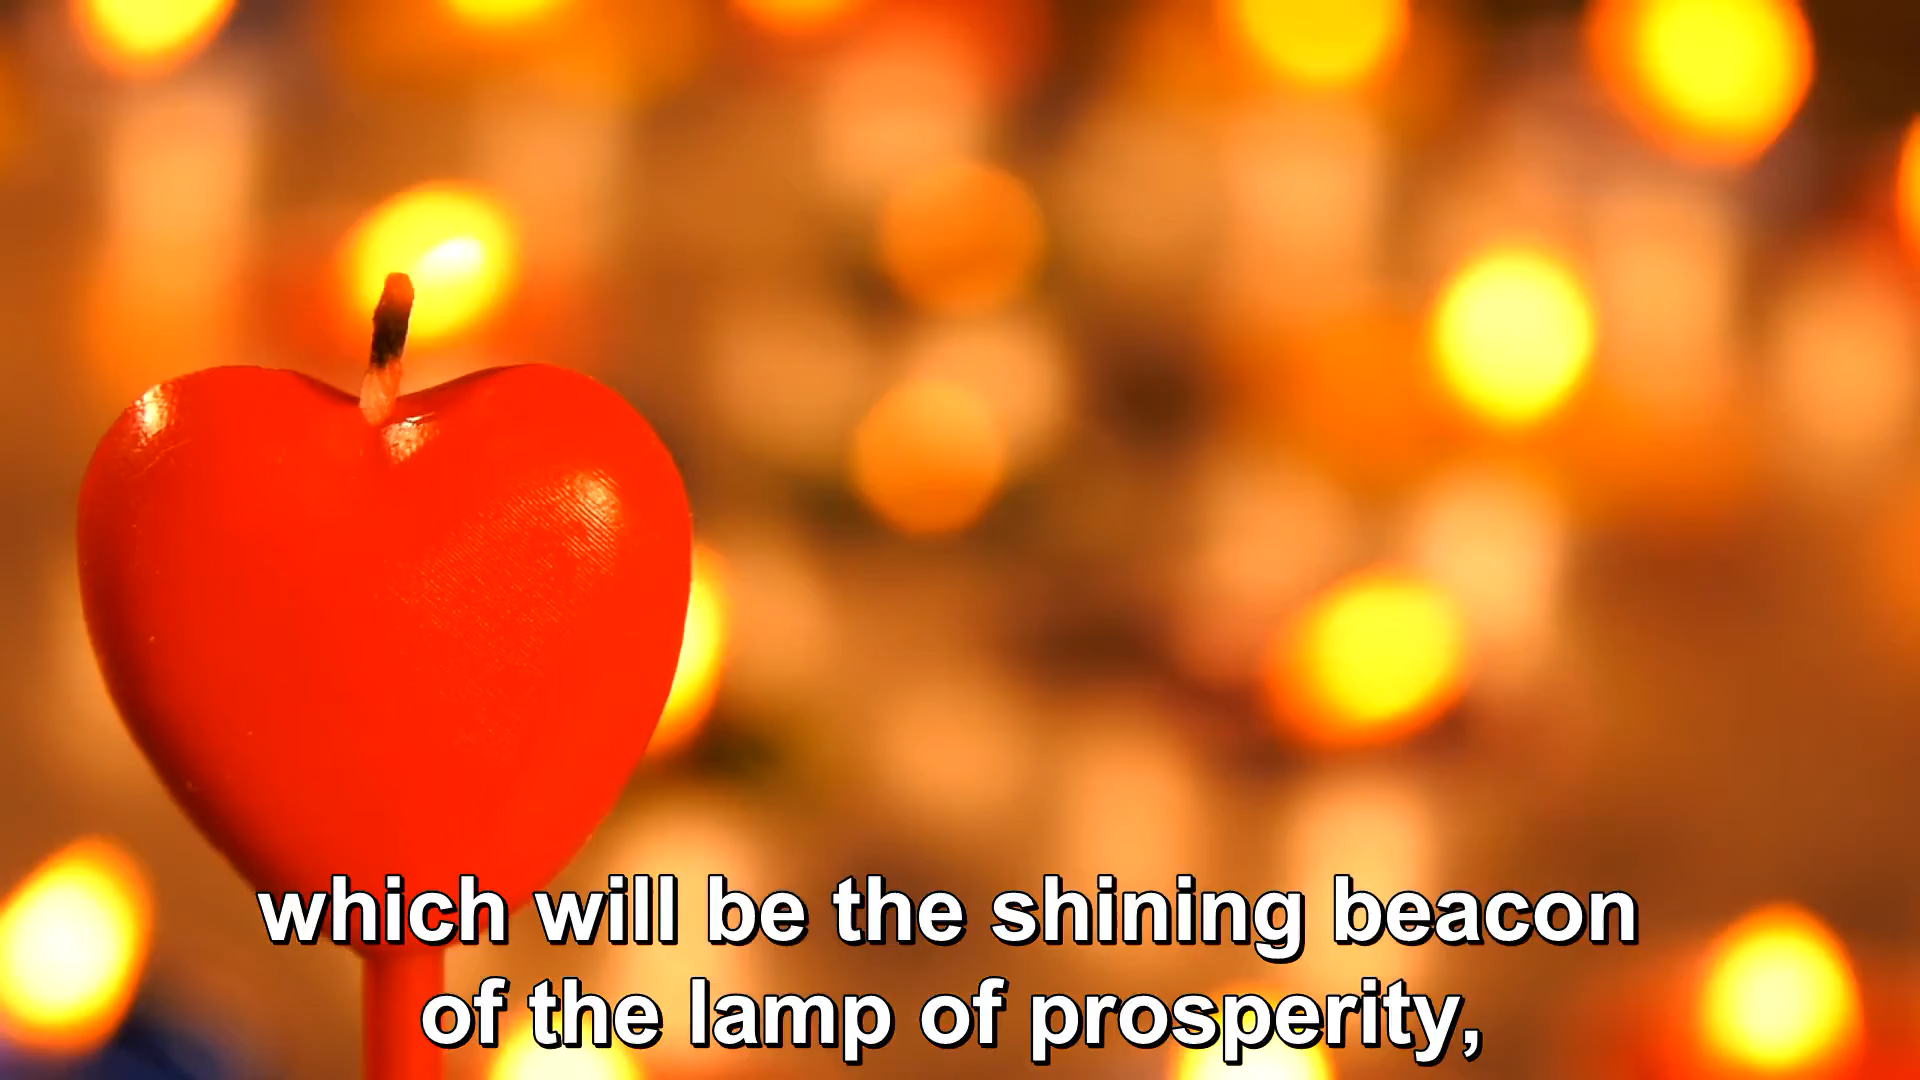 which will be the shining beacon
of the lamp of prosperity,